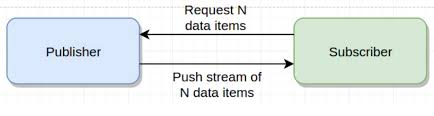 Request N
data items
Publisher
Subscriber
Push stream of
N data items